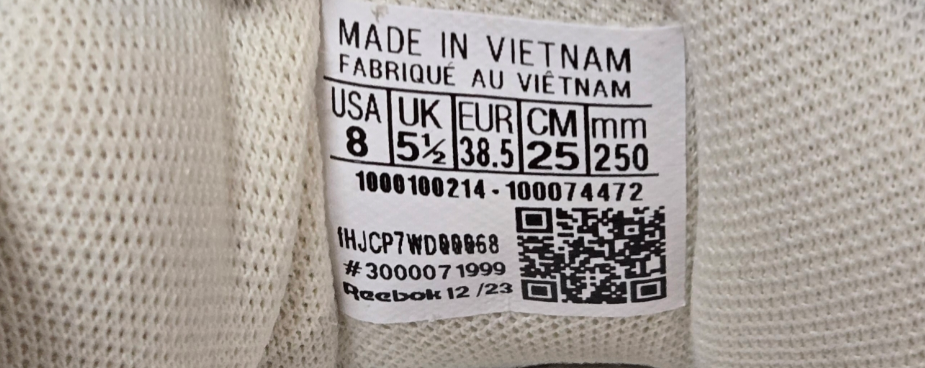 MADE IN VIETNAM
FABRIQUÉ AU VIÊTNAM
USA UK EUR CM mm
8 5½ 38.5 25 250
1000100214 - 100074472
#300071999
Reebok 12 /23